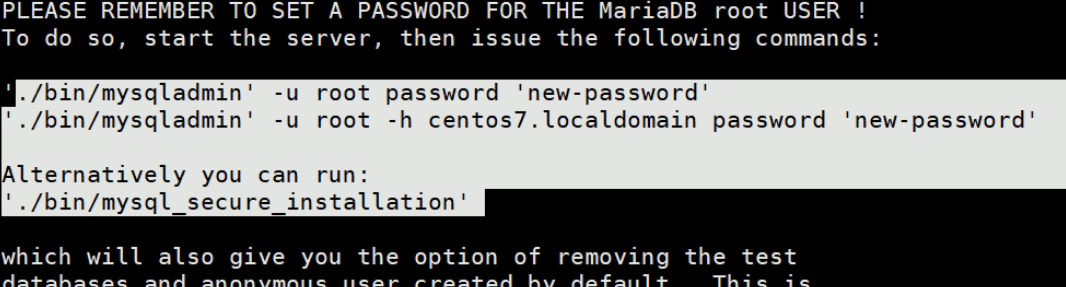 PLEASE REMEMBER TO SET A PASSWORD FOR THE MariaDB root USER !
To do so, start the server, then issue the following commands:
'./bin/mysqladmin' -u root password 'new-password'
'./bin/mysqladmin' -u root -h centos7.localdomain password 'new-password'
Alternatively you can run:
'./bin/mysql_secure_installation'
which will also give you the option of removing the test
databases and anonymous user created by default.  This is